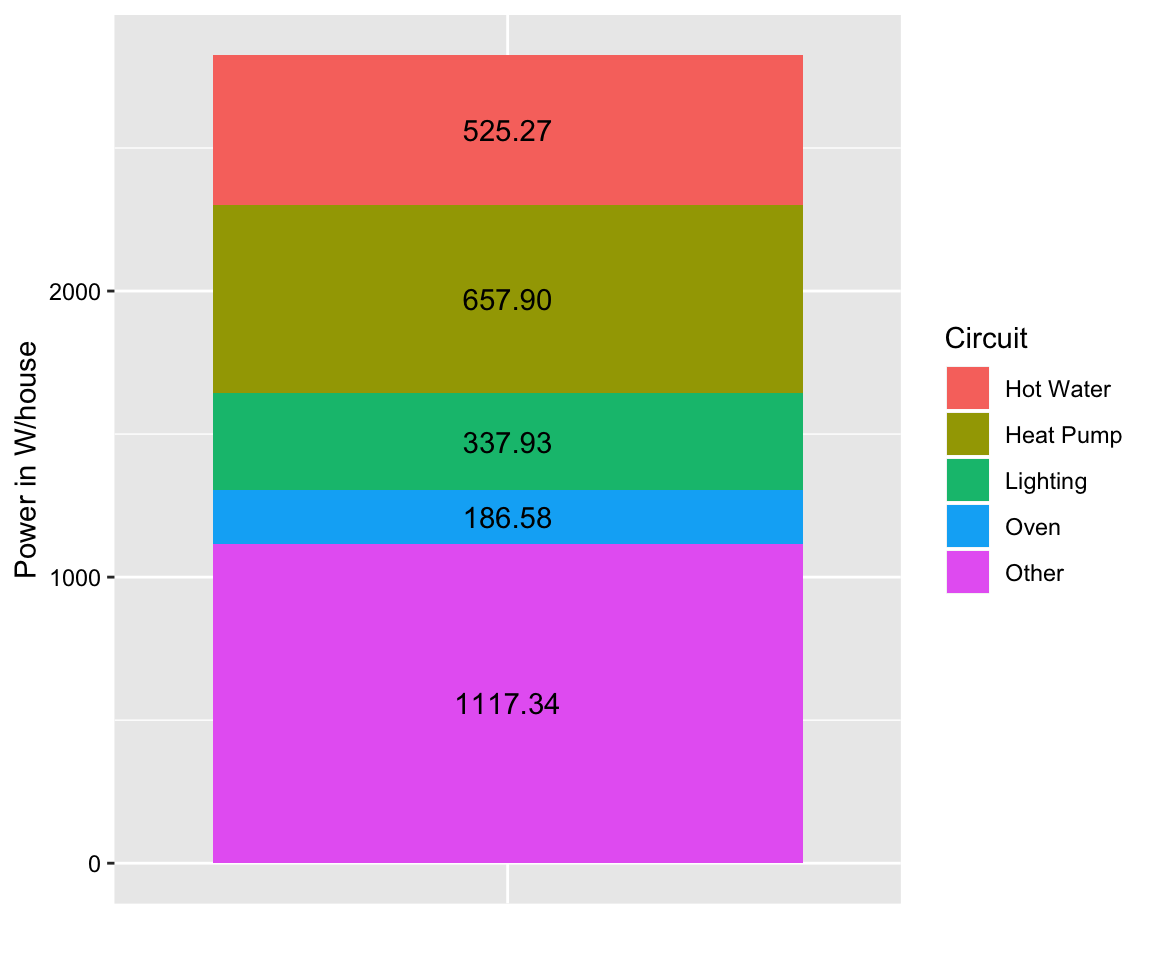 Power in W/house
2000
1000
0
525.27
657.90
337.93
186.58
1117.34
Circuit
Hot Water
Heat Pump
Lighting
Oven
Other